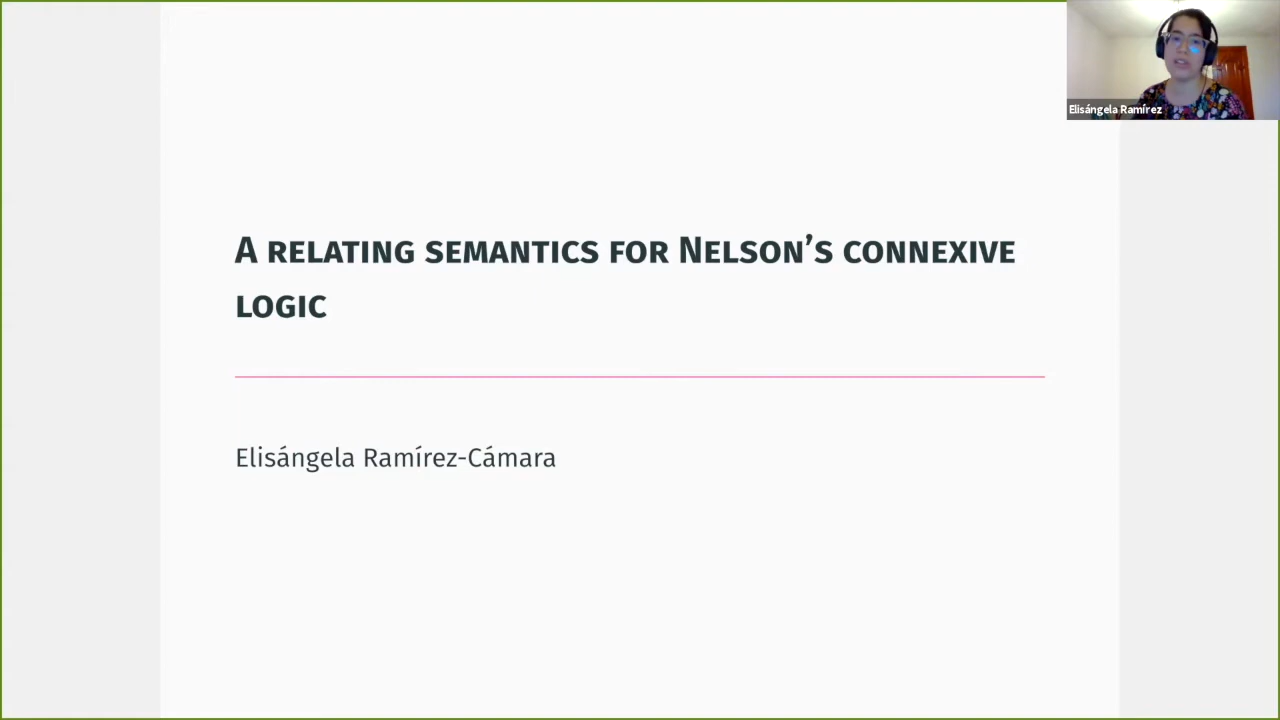 Elisángela Ramírez
A RELATING SEMANTICS FOR NELSON’S CONNEXIVE
LOGIC
Elisángela Ramírez-Cámara